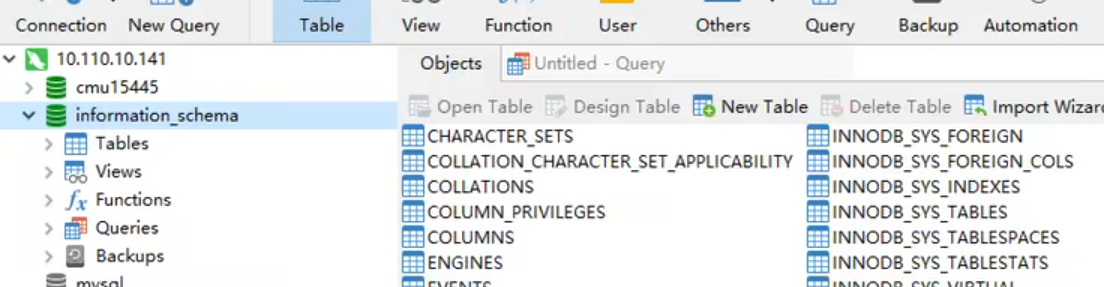 Connection New Query Table View Function User Others Query Backup Automation
10.110.10.141
cmu15445
information_schema
Tables
Views
Functions
Queries
Backups
mysql
Objects Untitled - Query
Open Table Design Table New Table Delete Table Import Wizard
CHARACTER_SETS
COLLATION_CHARACTER_SET_APPLICABILITY
COLLATIONS
COLUMN_PRIVILEGES
COLUMNS
ENGINES
EVENTS
INNODB_SYS_FOREIGN
INNODB_SYS_FOREIGN_COLS
INNODB_SYS_INDEXES
INNODB_SYS_TABLES
INNODB_SYS_TABLESPACES
INNODB_SYS_TABLESTATS
INNODB_SYS_VIRTUAL